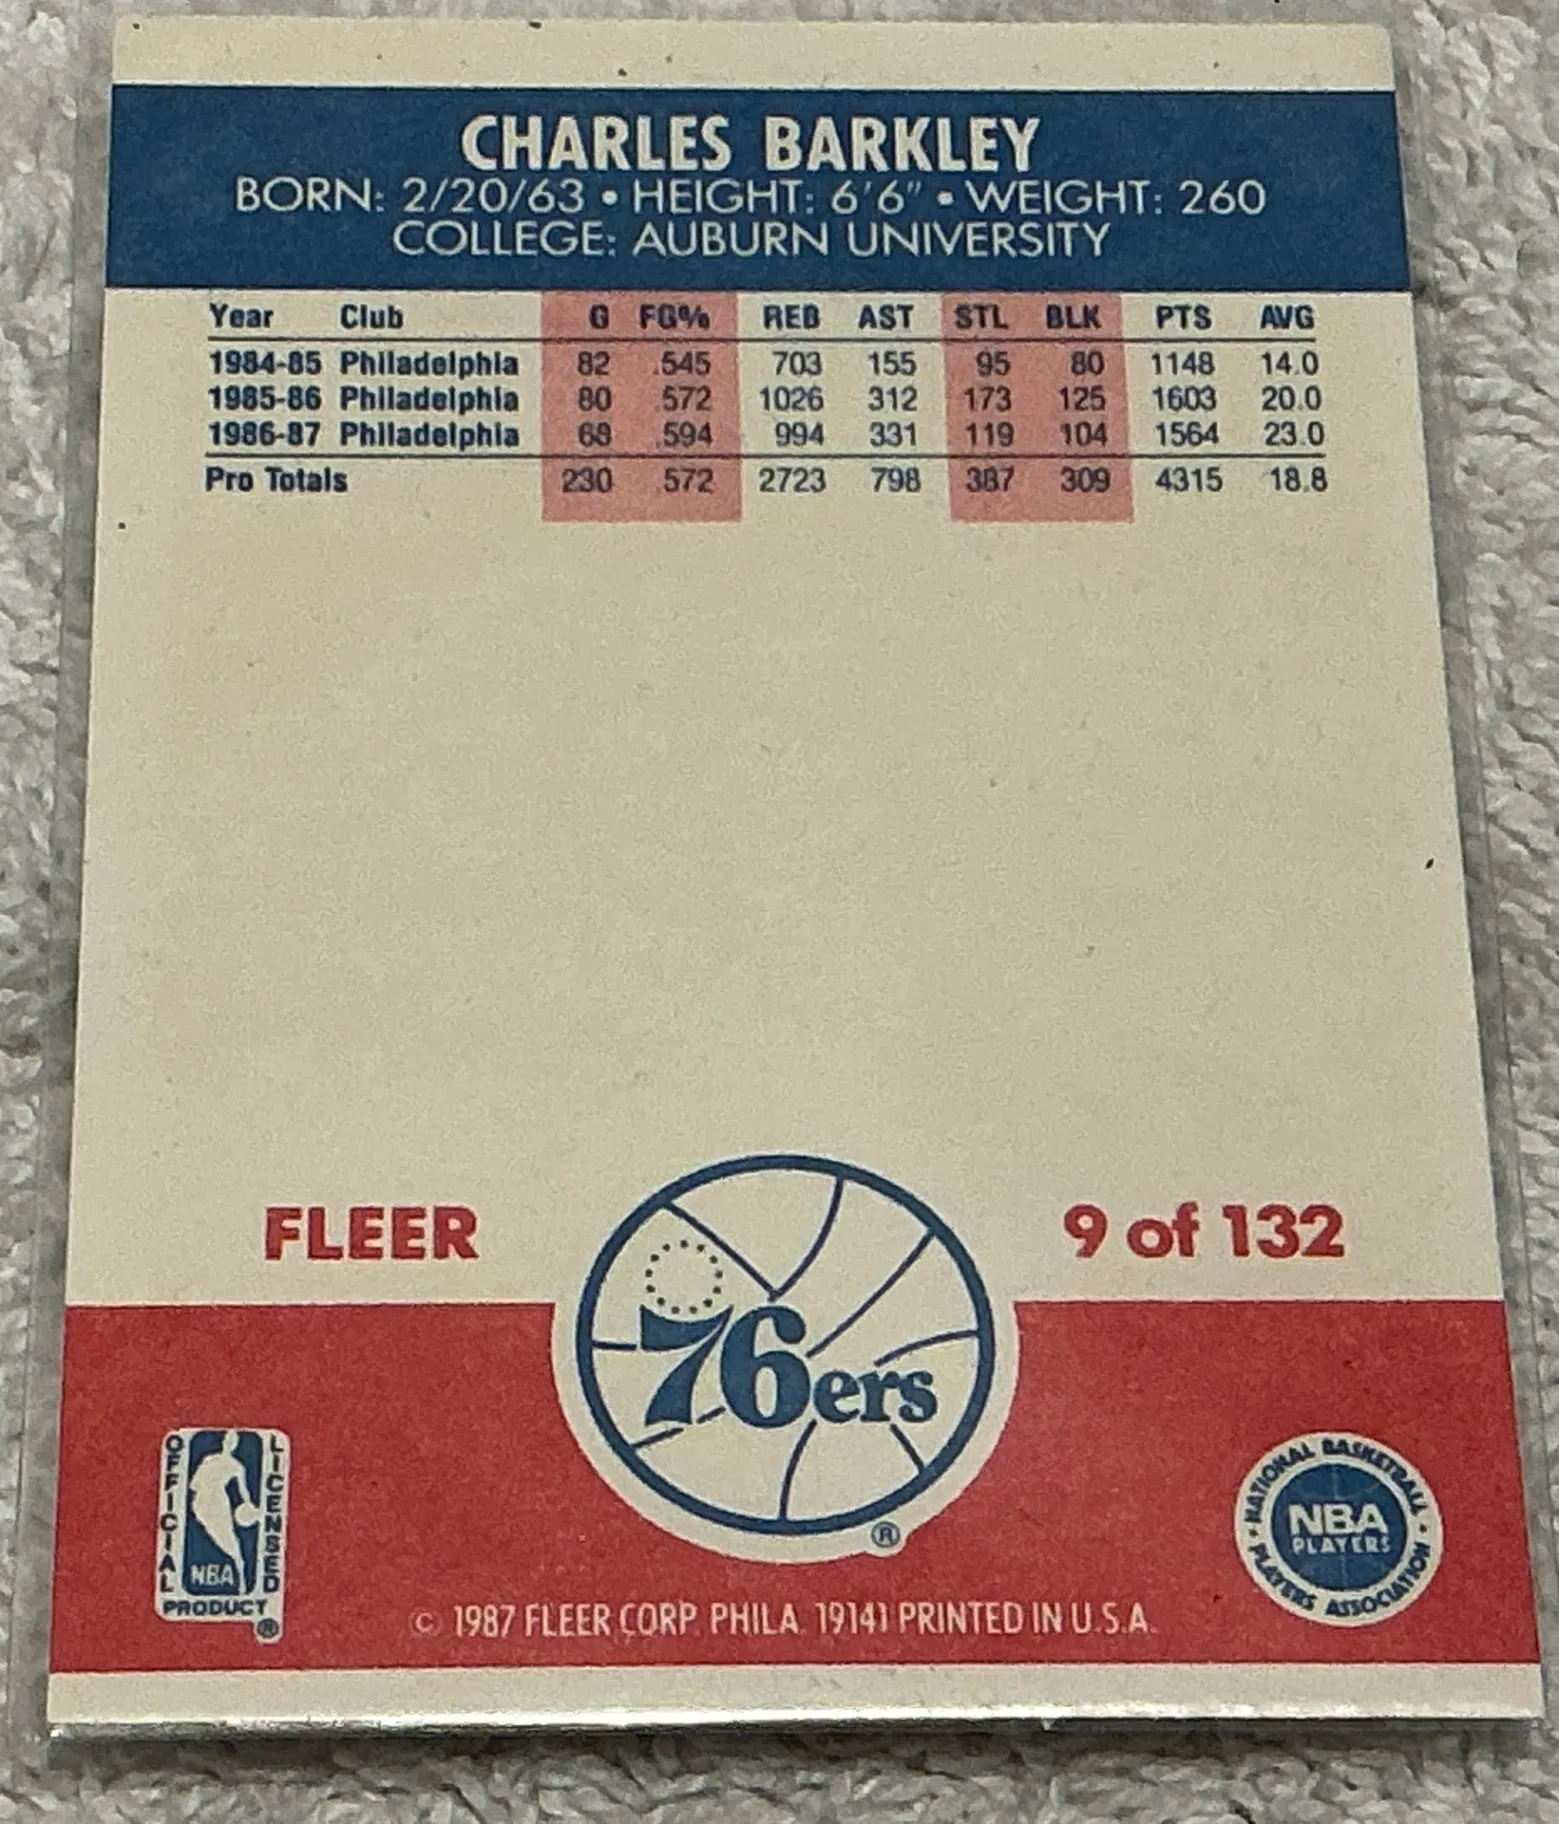 CHARLES BARKLEY
BORN: 2/20/63 • HEIGHT: 6'6" • WEIGHT: 260
COLLEGE: AUBURN UNIVERSITY
Year Club G FG% REB AST STL BLK PTS AVG
1984-85 Philadelphia 82 .545 703 155 95 80 1148 14.0
1985-86 Philadelphia 80 .572 1026 312 173 125 1603 20.0
1986-87 Philadelphia 68 .594 994 331 119 104 1564 23.0
Pro Totals 230 .572 2723 798 387 309 4315 18.8
FLEER
9 of 132
76ers
®
OFFICIAL LICENSED
NBA
PRODUCT
®
© 1987 FLEER CORP. PHILA. 19141 PRINTED IN U.S.A.
• NATIONAL BASKETBALL •
PLAYERS ASSOCIATION
NBA
PLAYERS